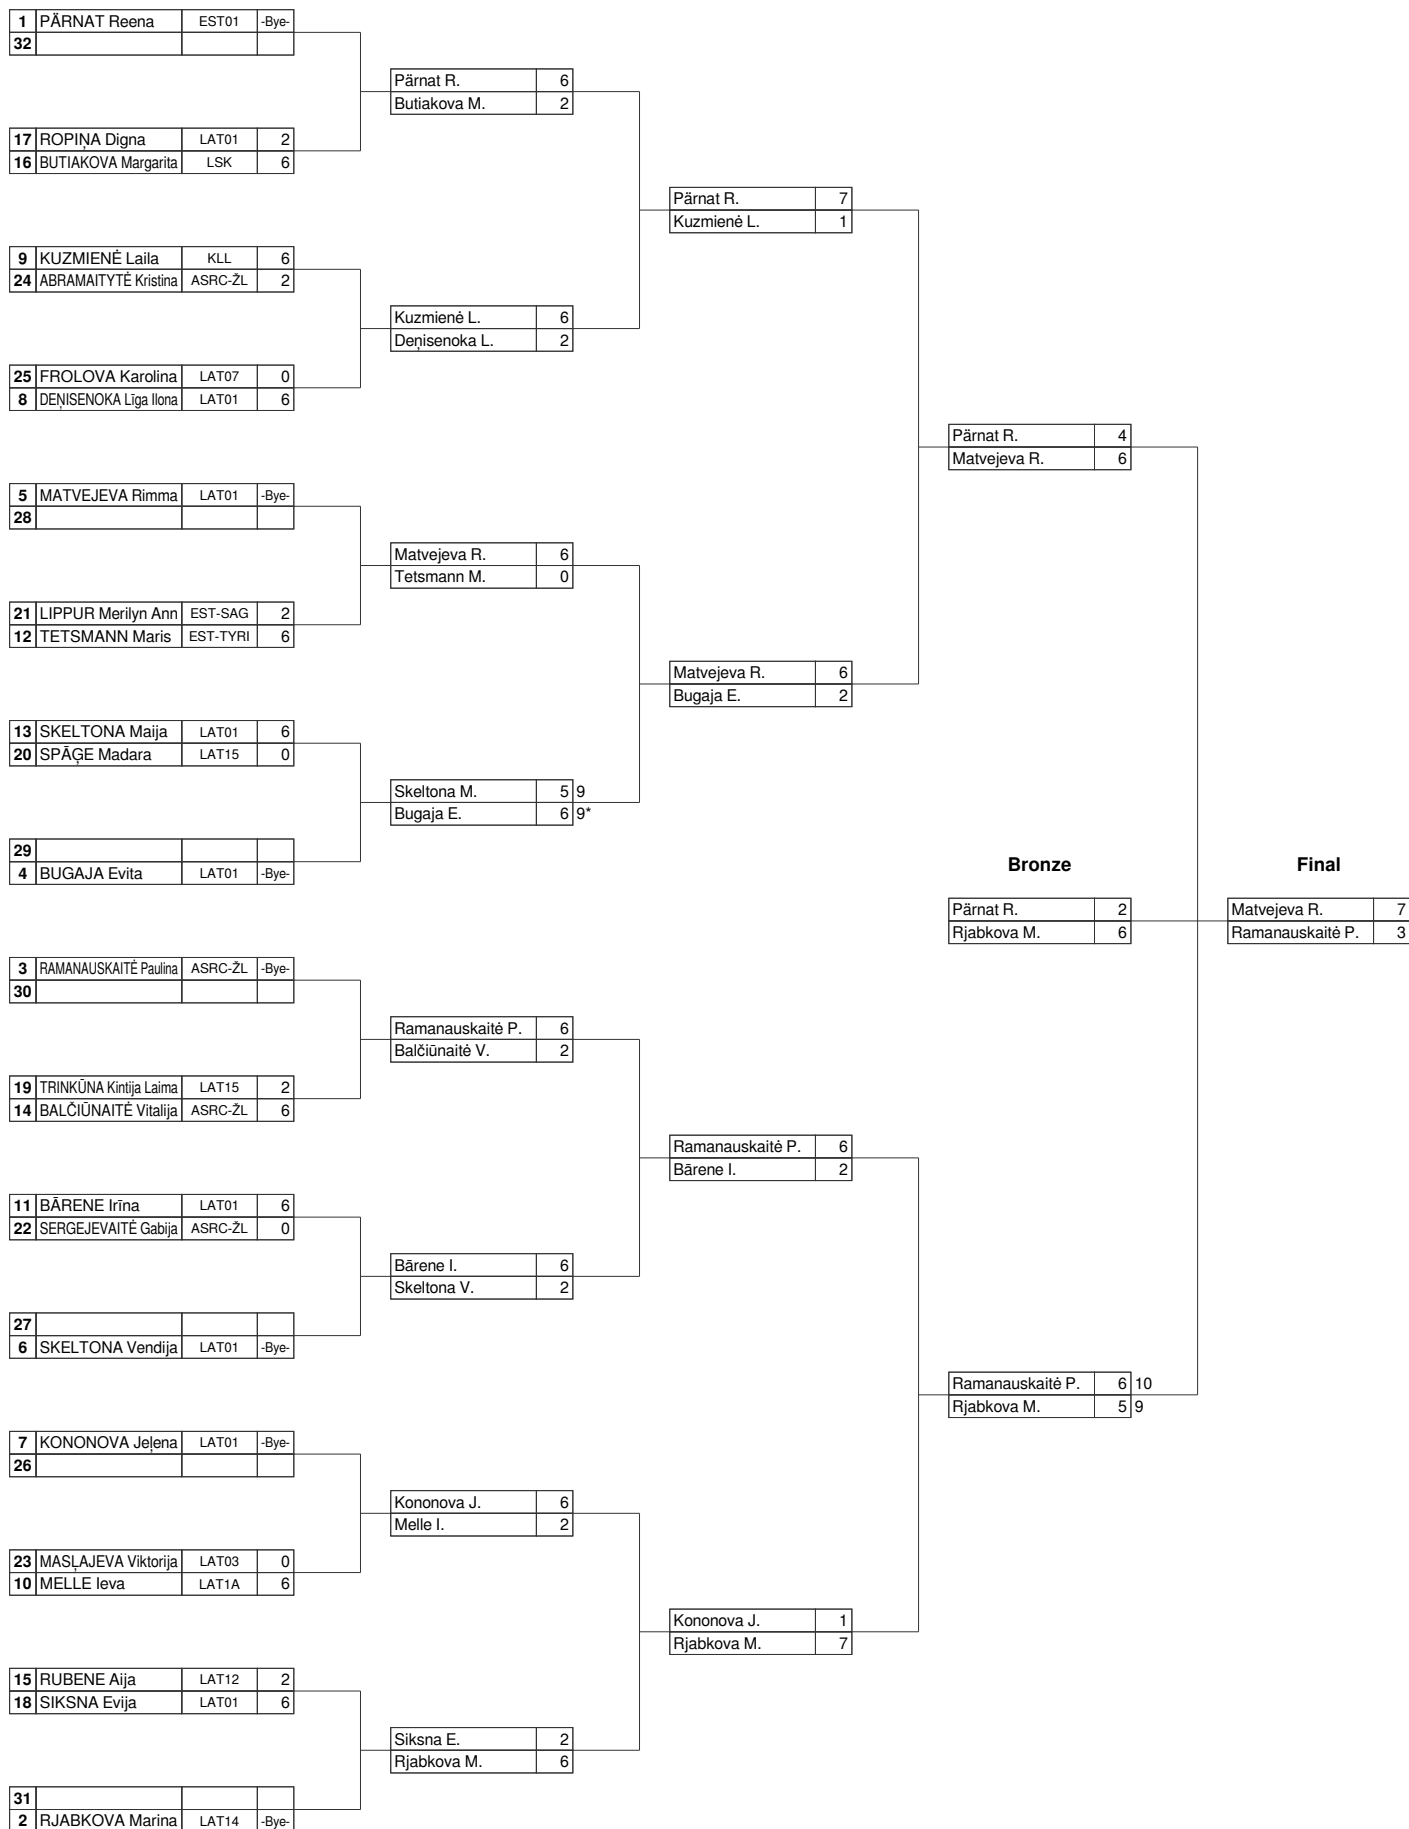 1 PÄRNAT Reena EST01 -Bye-
32
Pärnat R. 6
Butiakova M. 2
17 ROPIŅA Digna LAT01 2
16 BUTIAKOVA Margarita LSK 6
Pärnat R. 7
Kuzmienė L. 1
9 KUZMIENĖ Laila KLL 6
24 ABRAMAITYTĖ Kristina ASRC-ŽL 2
Kuzmienė L. 6
Deņisenoka L. 2
25 FROLOVA Karolina LAT07 0
8 DEŅISENOKA Līga Ilona LAT01 6
Pärnat R. 4
Matvejeva R. 6
5 MATVEJEVA Rimma LAT01 -Bye-
28
Matvejeva R. 6
Tetsmann M. 0
21 LIPPUR Merilyn Ann EST-SAG 2
12 TETSMANN Maris EST-TYRI 6
Matvejeva R. 6
Bugaja E. 2
13 SKELTONA Maija LAT01 6
20 SPĀĢE Madara LAT15 0
Skeltona M. 5 9
Bugaja E. 6 9*
29
4 BUGAJA Evita LAT01 -Bye-
Bronze Final
Pärnat R. 2 Matvejeva R. 7
Rjabkova M. 6 Ramanauskaitė P. 3
3 RAMANAUSKAITĖ Paulina ASRC-ŽL -Bye-
30
Ramanauskaitė P. 6
Balčiūnaitė V. 2
19 TRINKŪNA Kintija Laima LAT15 2
14 BALČIŪNAITĖ Vitalija ASRC-ŽL 6
Ramanauskaitė P. 6
Bārene I. 2
11 BĀRENE Irīna LAT01 6
22 SERGEJEVAITĖ Gabija ASRC-ŽL 0
Bārene I. 6
Skeltona V. 2
27
6 SKELTONA Vendija LAT01 -Bye-
Ramanauskaitė P. 6 10
Rjabkova M. 5 9
7 KONONOVA Jeļena LAT01 -Bye-
26
Kononova J. 6
Melle I. 2
23 MASĻAJEVA Viktorija LAT03 0
10 MELLE Ieva LAT1A 6
Kononova J. 1
Rjabkova M. 7
15 RUBENE Aija LAT12 2
18 SIKSNA Evija LAT01 6
Siksna E. 2
Rjabkova M. 6
31
2 RJABKOVA Marina LAT14 -Bye-